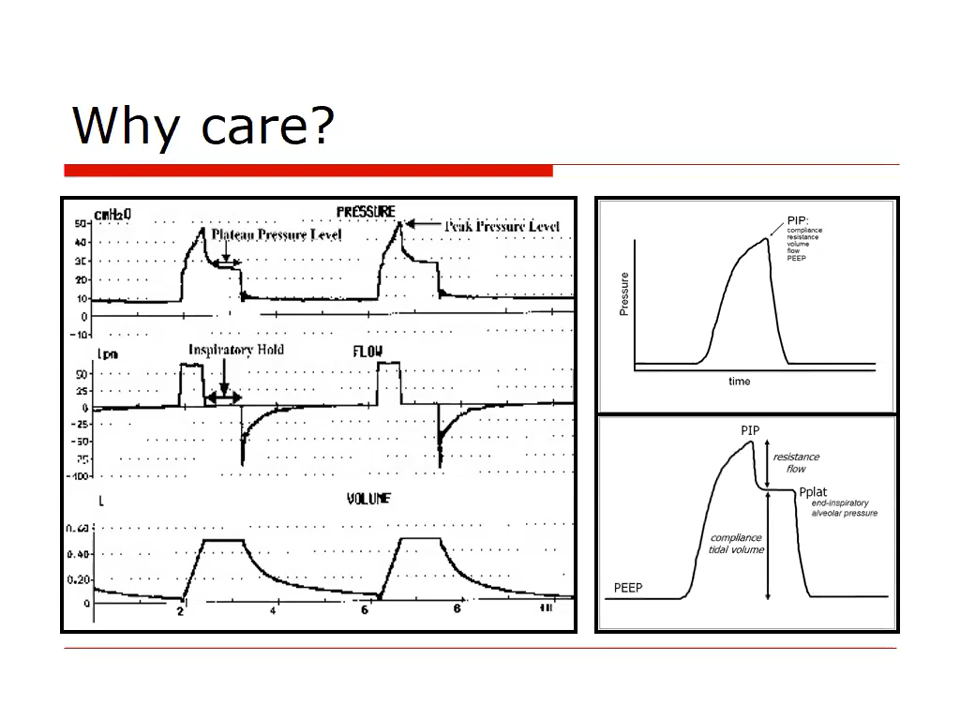 Why care?
cmH₂O
PRESSURE
50
40
30
20
10
0
-10
Plateau Pressure Level
Peak Pressure Level
lpm
Inspiratory Hold
FLOW
50
25
0
-25
-50
-75
-100
L
VOLUME
0.60
0.40
0.20
0
2
4
6
8
PIP:
compliance
resistance
volume
flow
PEEP
Pressure
time
PIP
resistance
flow
Pplat
end-inspiratory
alveolar pressure
compliance
tidal volume
PEEP